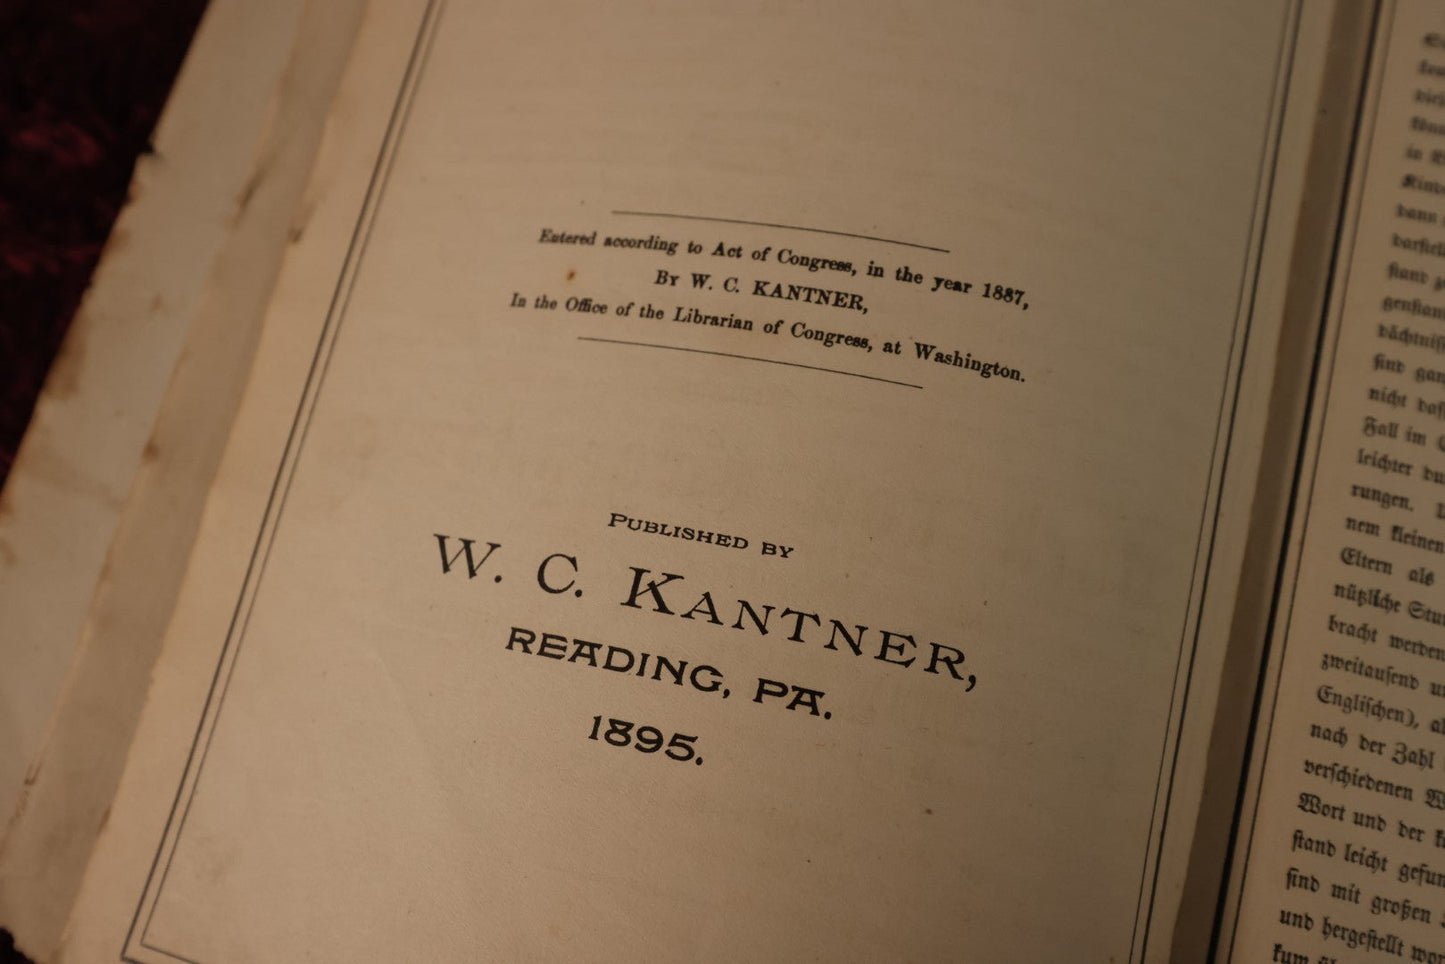 Entered according to Act of Congress, in the year 1887,
By W. C. KANTNER,
In the Office of the Librarian of Congress, at Washington.
PUBLISHED BY
W. C. KANTNER,
READING, PA.
1895.
in
dann
sind gan
nicht
Fall im
leichter
rungen.
nem kleinen
Eltern als
nützliche
bracht werden
zweitausend
Englischen),
nach der Zahl
verschiedenen
Wort und der
stand leicht
sind mit großen
und hergestellt